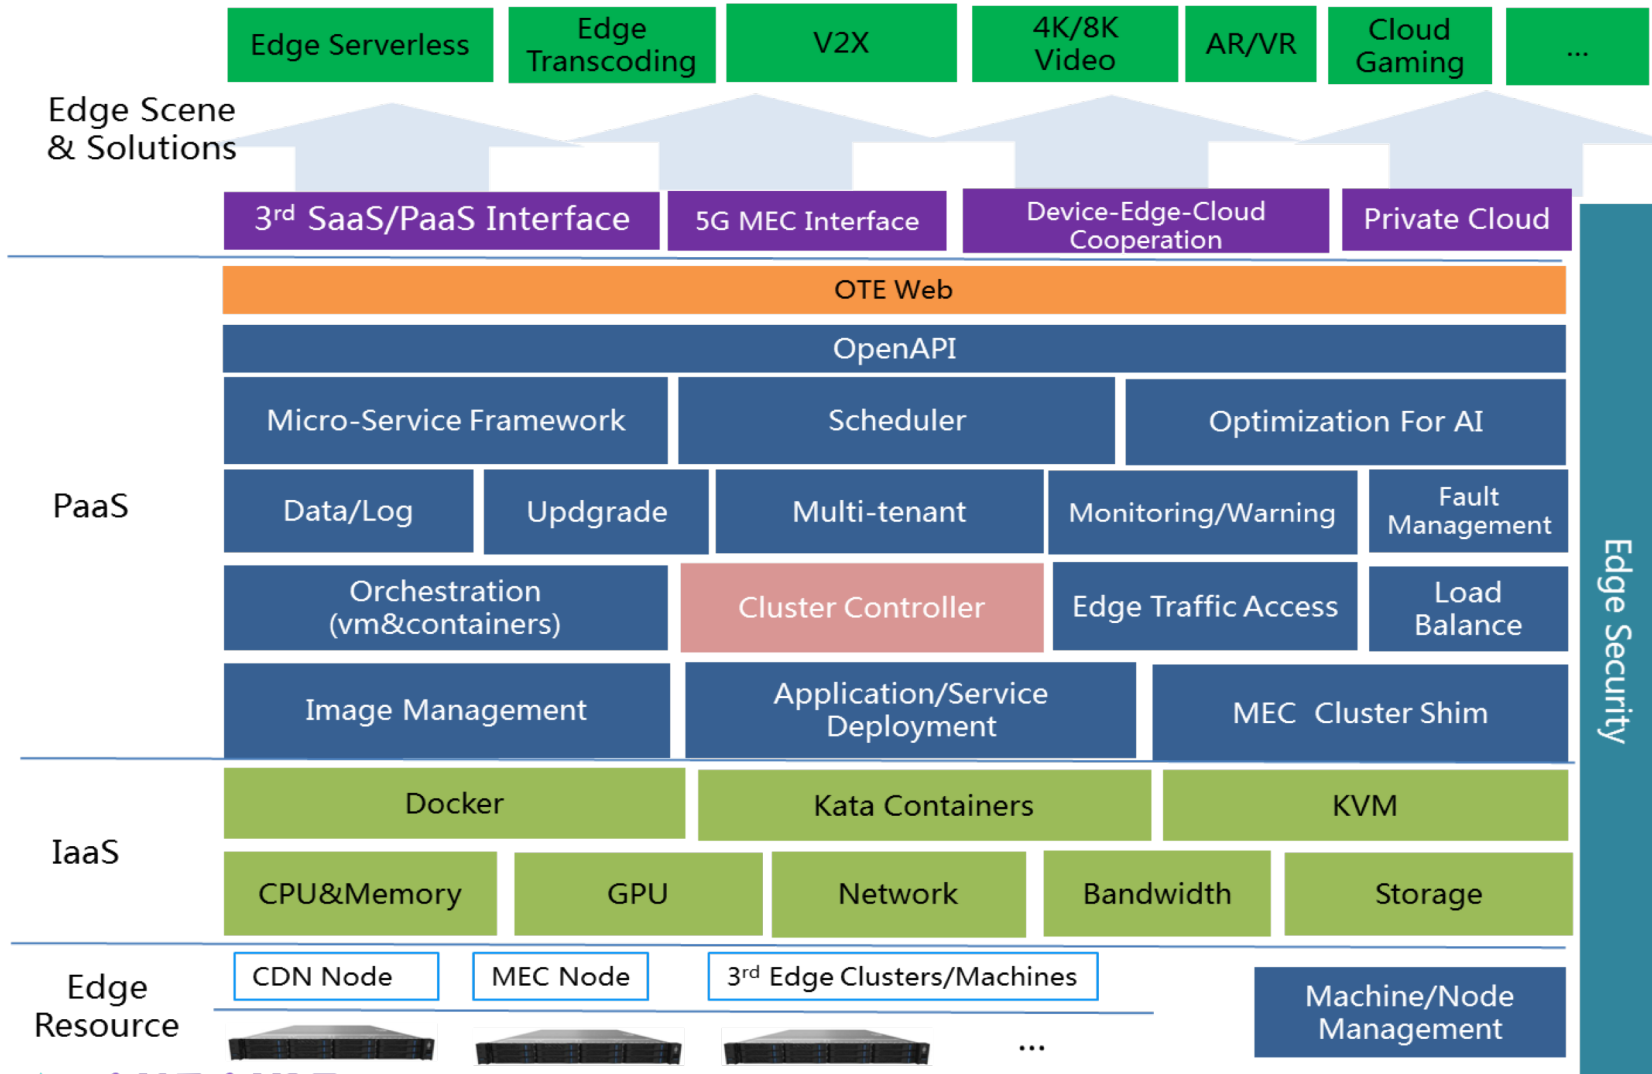 Edge Serverless
Edge
Transcoding
V2X
4K/8K
Video
AR/VR
Cloud
Gaming
...
Edge Scene
& Solutions
3rd SaaS/PaaS Interface
5G MEC Interface
Device-Edge-Cloud
Cooperation
Private Cloud
OTE Web
OpenAPI
Micro-Service Framework
Scheduler
Optimization For AI
PaaS
Data/Log
Updgrade
Multi-tenant
Monitoring/Warning
Fault
Management
Orchestration
(vm&containers)
Cluster Controller
Edge Traffic Access
Load
Balance
Image Management
Application/Service
Deployment
MEC Cluster Shim
Edge Security
IaaS
Docker
Kata Containers
KVM
CPU&Memory
GPU
Network
Bandwidth
Storage
Edge
Resource
CDN Node
MEC Node
3rd Edge Clusters/Machines
...
Machine/Node
Management